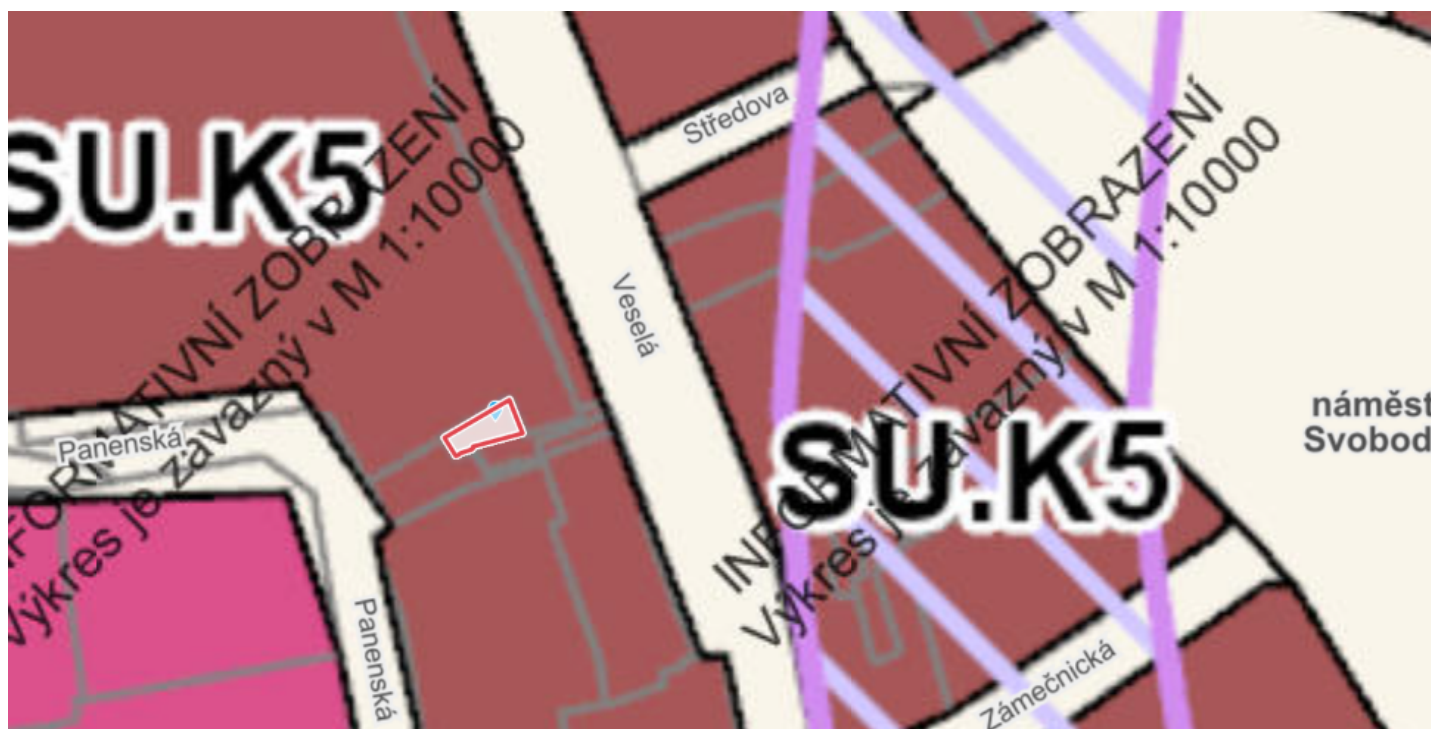 Středova
SU.K5
INFORMATIVNÍ ZOBRAZENÍ
Výkres je závazný v M 1:10000
INFORMATIVNÍ ZOBRAZENÍ
Výkres je závazný v M 1:10000
Veselá
Panenská
náměst
Svobod
SU.K5
Panenská
Zámečnická